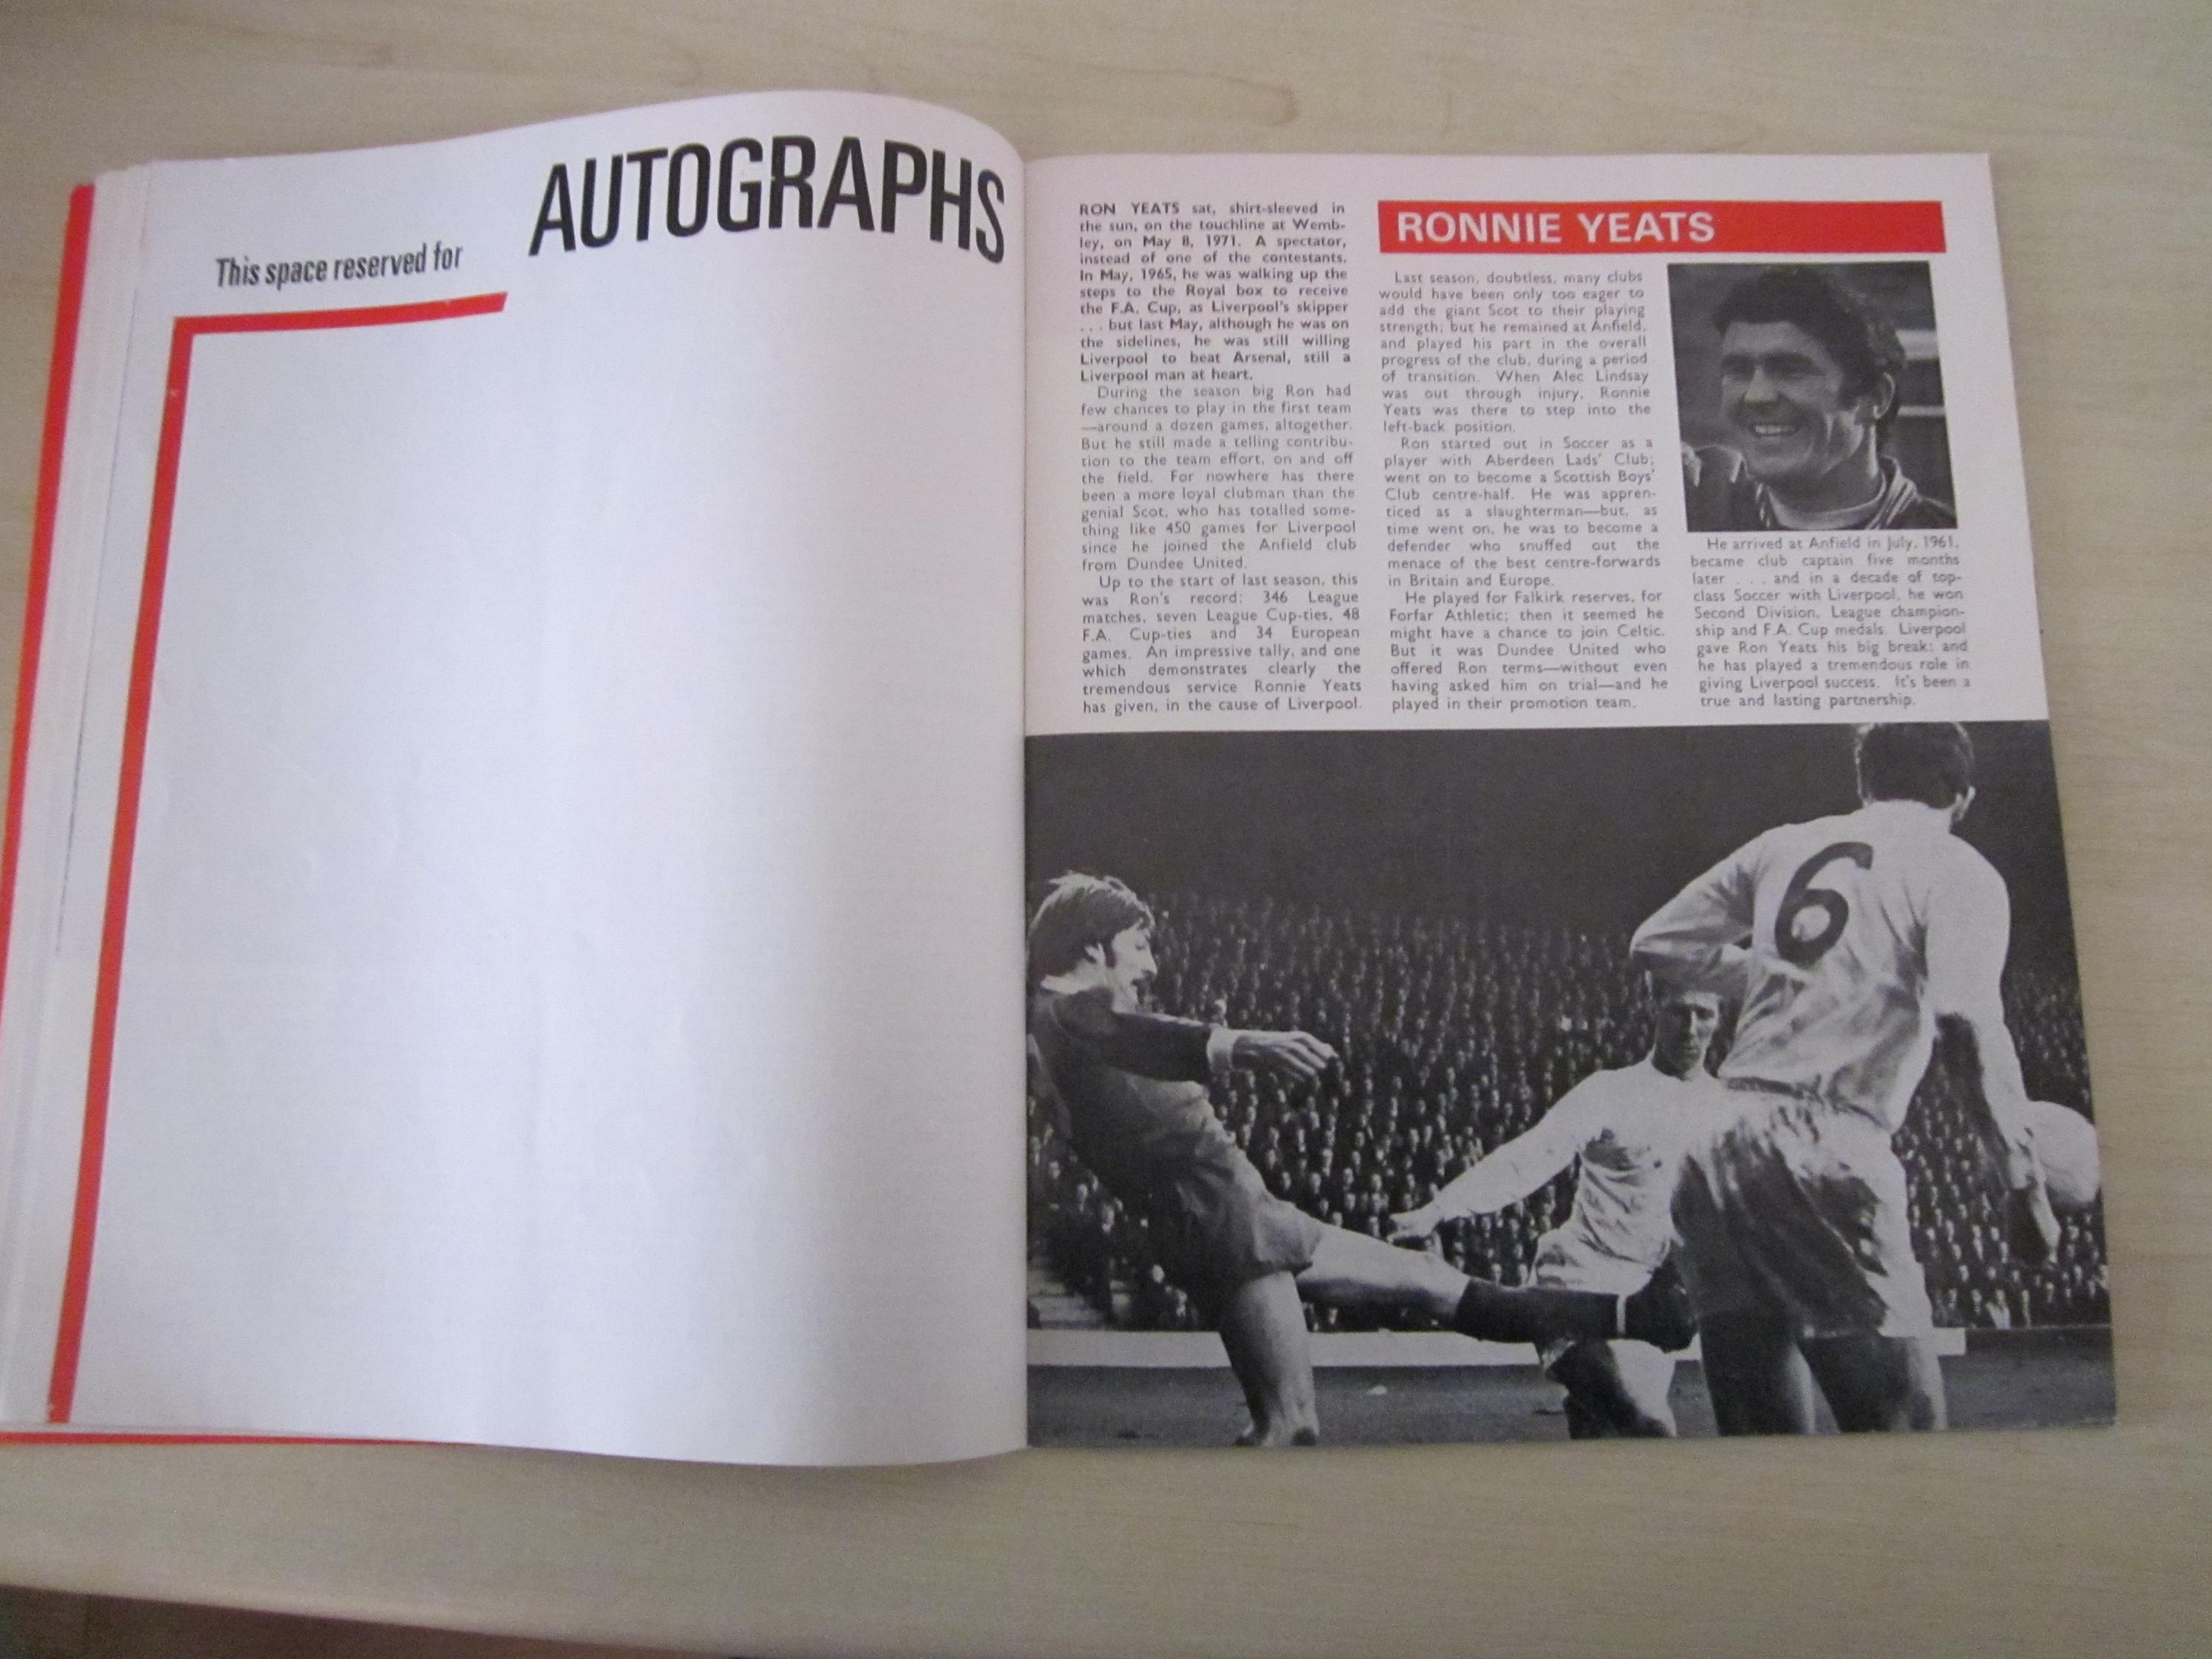 This space reserved for
AUTOGRAPHS
RONNIE YEATS
RON YEATS sat, shirt-sleeved in
the sun, on the touchline at Wemb-
ley, on May 8, 1971. A spectator,
instead of one of the contestants.
In May, 1965, he was walking up the
steps to the Royal box to receive
the F.A. Cup, as Liverpool's skipper
. . . but last May, although he was on
the sidelines, he was still willing
Liverpool to beat Arsenal, still a
Liverpool man at heart.
During the season big Ron had
few chances to play in the first team
—around a dozen games, altogether.
But he still made a telling contribu-
tion to the team effort, on and off
the field. For nowhere has there
been a more loyal clubman than the
genial Scot, who has totalled some-
thing like 450 games for Liverpool
since he joined the Anfield club
from Dundee United.
Up to the start of last season, this
was Ron's record: 346 League
matches, seven League Cup-ties, 48
F.A. Cup-ties and 34 European
games. An impressive tally, and one
which demonstrates clearly the
tremendous service Ronnie Yeats
has given, in the cause of Liverpool.
Last season, doubtless, many clubs
would have been only too eager to
add the giant Scot to their playing
strength; but he remained at Anfield,
and played his part in the overall
progress of the club, during a period
of transition. When Alec Lindsay
was out through injury, Ronnie
Yeats was there to step into the
left-back position.
Ron started out in Soccer as a
player with Aberdeen Lads' Club;
went on to become a Scottish Boys'
Club centre-half. He was appren-
ticed as a slaughterman—but, as
time went on, he was to become a
defender who snuffed out the
menace of the best centre-forwards
in Britain and Europe.
He played for Falkirk reserves, for
Forfar Athletic; then it seemed he
might have a chance to join Celtic.
But it was Dundee United who
offered Ron terms—without even
having asked him on trial—and he
played in their promotion team.
He arrived at Anfield in July, 1961,
became club captain five months
later . . . and in a decade of top-
class Soccer with Liverpool, he won
Second Division, League champion-
ship and F.A. Cup medals. Liverpool
gave Ron Yeats his big break; and
he has played a tremendous role in
giving Liverpool success. It's been a
true and lasting partnership.
6